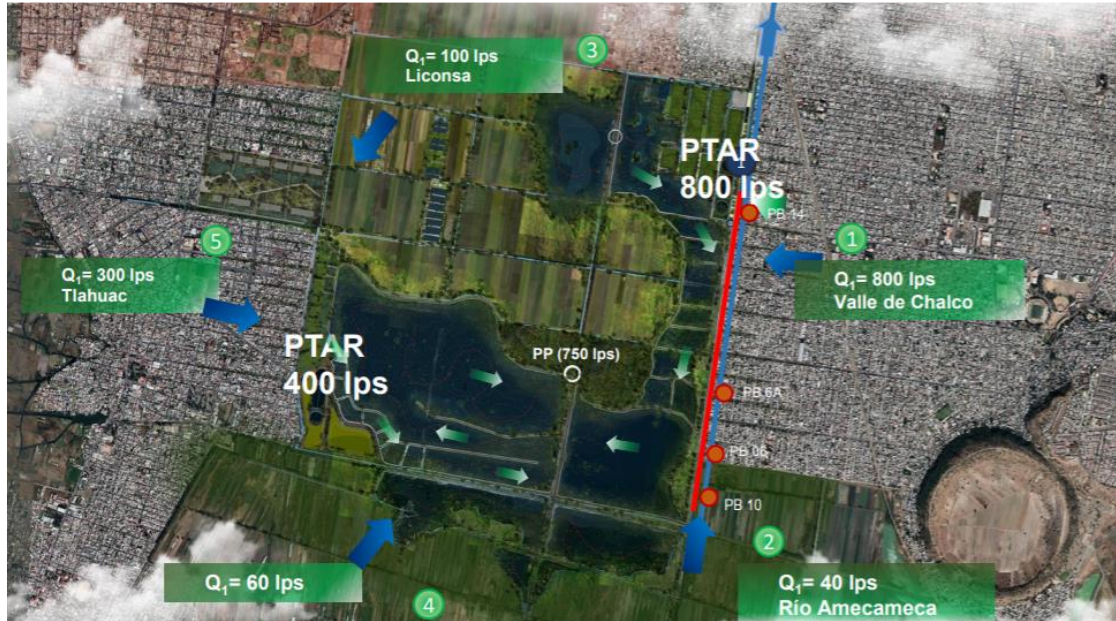 Q₁= 100 lps
Liconsa
3
PTAR
800 lps
PB 14
1
Q₁= 800 lps
Valle de Chalco
5
Q₁= 300 lps
Tlahuac
PTAR
400 lps
PP (750 lps)
PB 6A
PB 06
PB 10
2
Q₁= 60 lps
4
Q₁= 40 lps
Río Amecameca